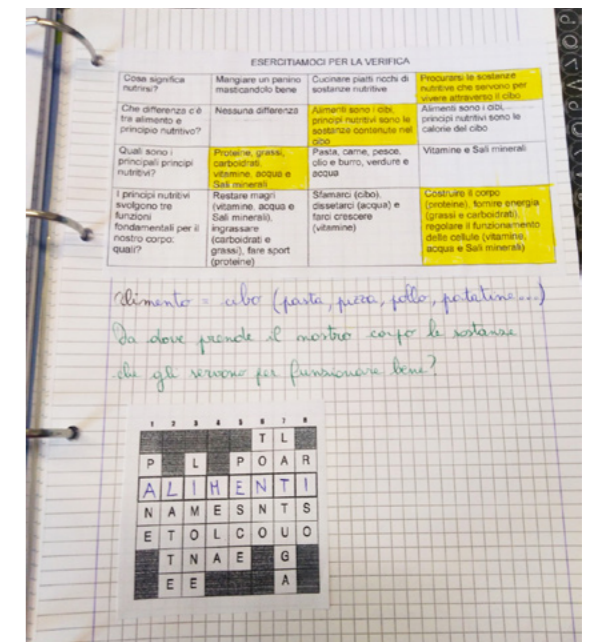 ESERCITIAMOCI PER LA VERIFICA
Cosa significa nutrirsi? Mangiare un panino masticandolo bene Cucinare piatti ricchi di sostanze nutritive Procurarsi le sostanze nutritive che servono per vivere attraverso il cibo
Che differenza c'è tra alimento e principio nutritivo? Nessuna differenza Alimenti sono i cibi, principi nutritivi sono le sostanze contenute nel cibo Alimenti sono i cibi, principi nutritivi sono le calorie del cibo
Quali sono i principali principi nutritivi? Proteine, grassi, carboidrati, vitamine, acqua e Sali minerali Pasta, carne, pesce, olio e burro, verdure e acqua Vitamine e Sali minerali
I principi nutritivi svolgono tre funzioni fondamentali per il nostro corpo: quali? Restare magri (vitamine, acqua e Sali minerali), ingrassare (carboidrati e grassi), fare sport (proteine) Sfamarci (cibo), dissetarci (acqua) e farci crescere (vitamine) Costruire il corpo (proteine), fornire energia (grassi e carboidrati), regolare il funzionamento delle cellule (vitamine, acqua e Sali minerali)
Alimento = cibo (pasta, pizza, pollo, patatine...)
Da dove prende il nostro corpo le sostanze
che gli servono per funzionare bene?
1 2 3 4 5 6 7 8
T L
P L P O A R
A L I M E N T I
N A M E S N T S
E T O L C O U O
T N A E G
E E A